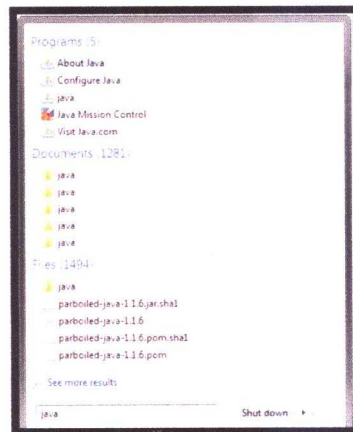 Programs (5)
About Java
Configure Java
java
Java Mission Control
Visit Java.com
Documents (1281)
java
java
java
java
java
Files (1494)
java
parboiled-java-1.1.6.jar.sha1
parboiled-java-1.1.6
parboiled-java-1.1.6.pom.sha1
parboiled-java-1.1.6.pom
See more results
java
Shut down